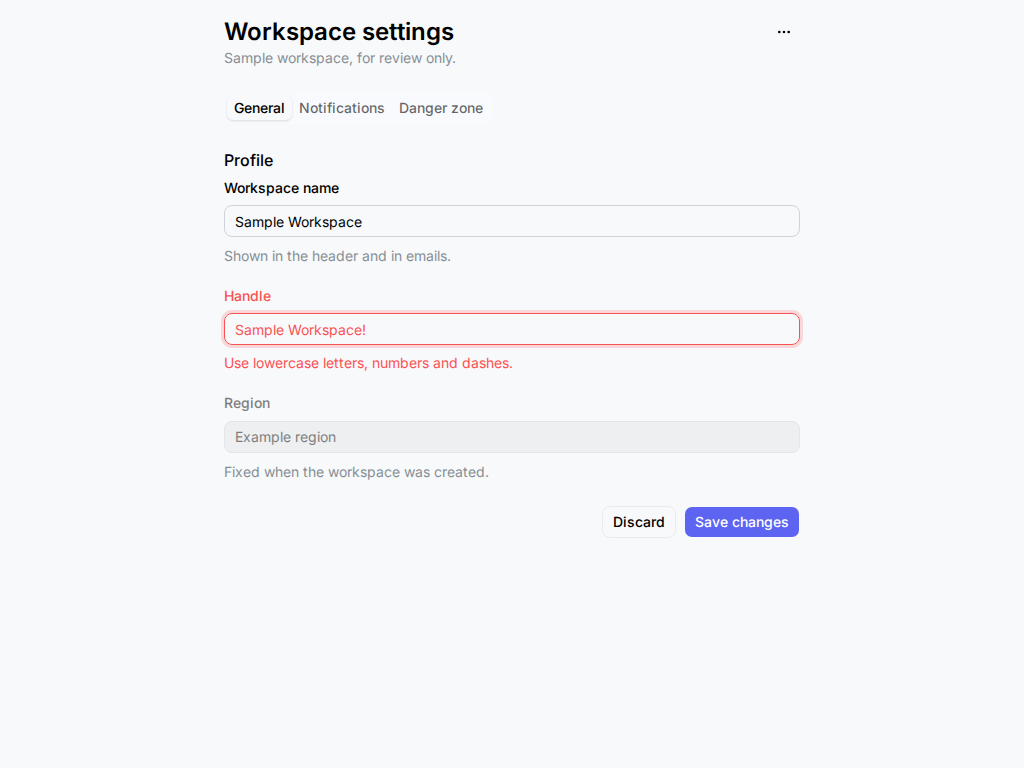 Workspace settings
Sample workspace, for review only.
General Notifications Danger zone
Profile
Workspace name
Sample Workspace
Shown in the header and in emails.
Handle
Sample Workspace!
Use lowercase letters, numbers and dashes.
Region
Example region
Fixed when the workspace was created.
Discard Save changes